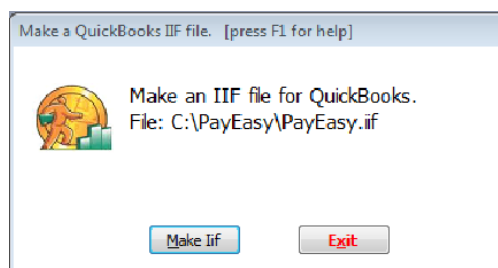 Make a QuickBooks IIF file. [press F1 for help]
Make an IIF file for QuickBooks.
File: C:\PayEasy\PayEasy.iif
Make Iif
Exit